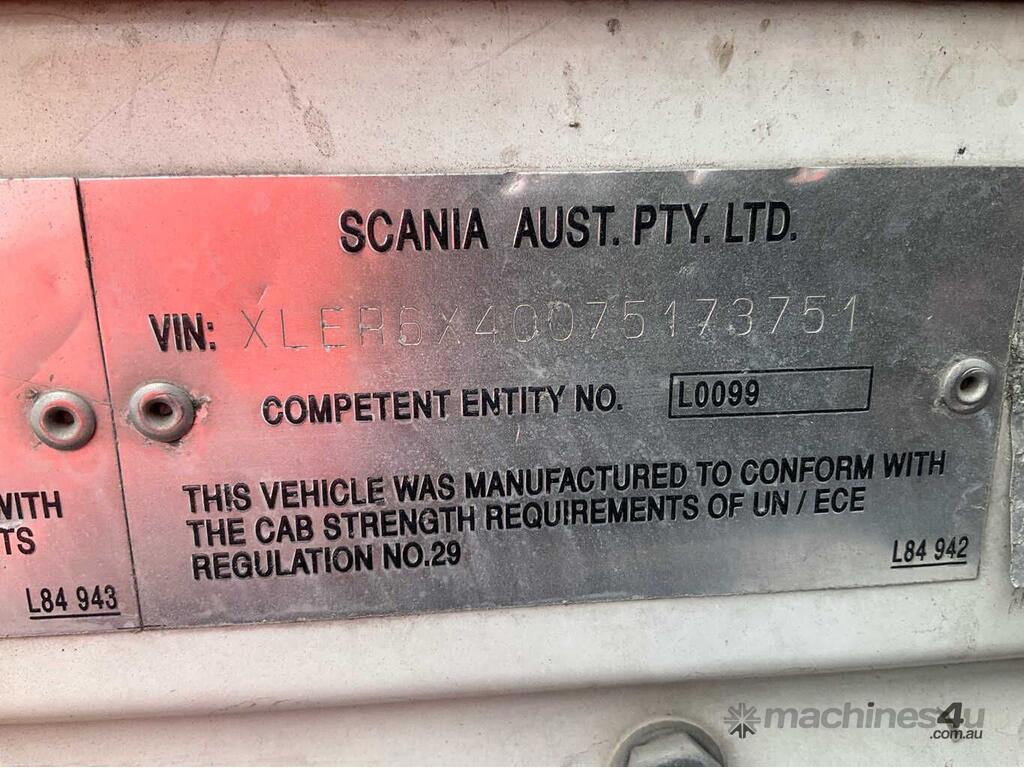 SCANIA AUST. PTY. LTD.
VIN: XLER6X40075173751
COMPETENT ENTITY NO. L0099
THIS VEHICLE WAS MANUFACTURED TO CONFORM WITH
THE CAB STRENGTH REQUIREMENTS OF UN / ECE
REGULATION NO.29
L84 942
WITH
TS
L84 943
machines4u
.com.au